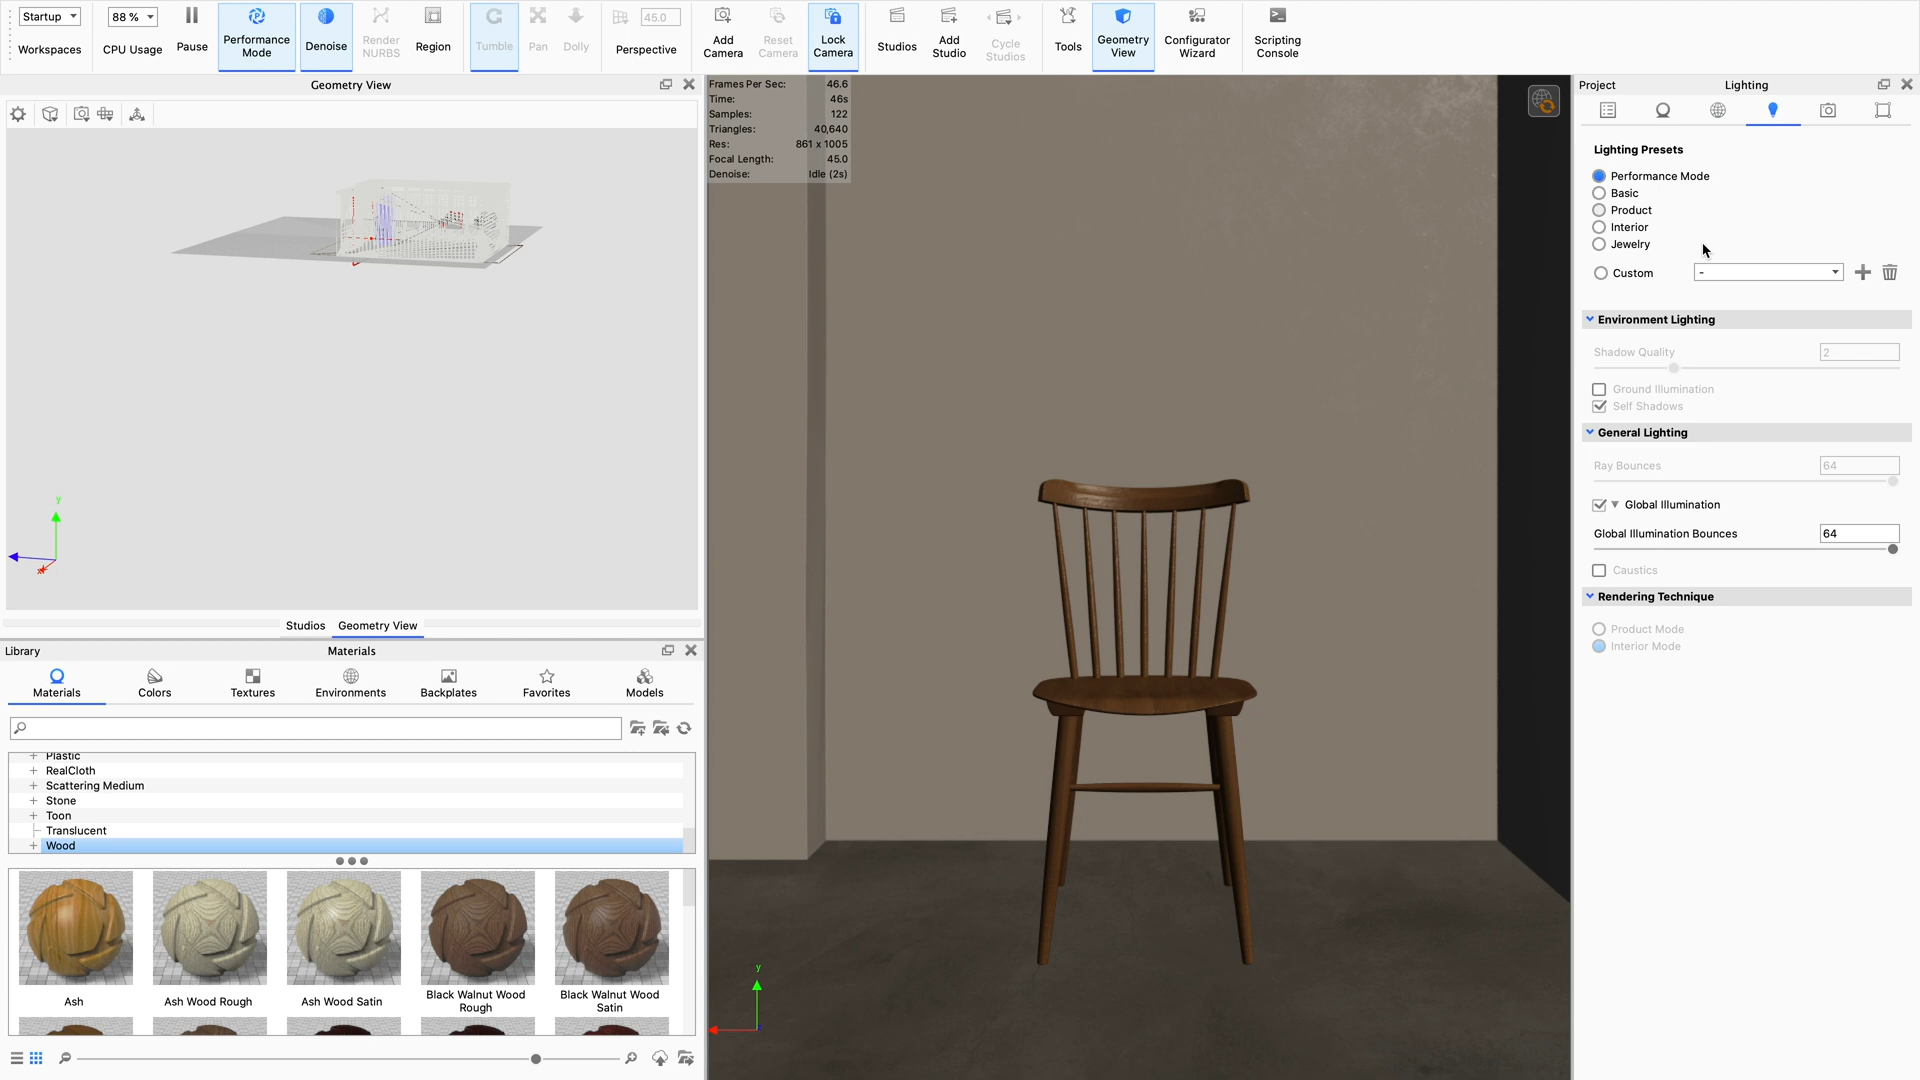 Startup
Workspaces
88 %
CPU Usage
Pause
Performance
Mode
Denoise
Render
NURBS
Region
Tumble
Pan
Dolly
45.0
Perspective
Add
Camera
Reset
Camera
Lock
Camera
Studios
Add
Studio
Cycle
Studios
Tools
Geometry
View
Configurator
Wizard
Scripting
Console
Geometry View
y
Studios
Geometry View
Library
Materials
Materials
Colors
Textures
Environments
Backplates
Favorites
Models
Plastic
RealCloth
Scattering Medium
Stone
Toon
Translucent
Wood
Ash
Ash Wood Rough
Ash Wood Satin
Black Walnut Wood
Rough
Black Walnut Wood
Satin
Frames Per Sec: 46.6
Time: 46s
Samples: 122
Triangles: 40,640
Res: 861 x 1005
Focal Length: 45.0
Denoise: Idle (2s)
y
Project
Lighting
Lighting Presets
Performance Mode
Basic
Product
Interior
Jewelry
Custom
-
Environment Lighting
Shadow Quality
2
Ground Illumination
Self Shadows
General Lighting
Ray Bounces
64
Global Illumination
Global Illumination Bounces
64
Caustics
Rendering Technique
Product Mode
Interior Mode